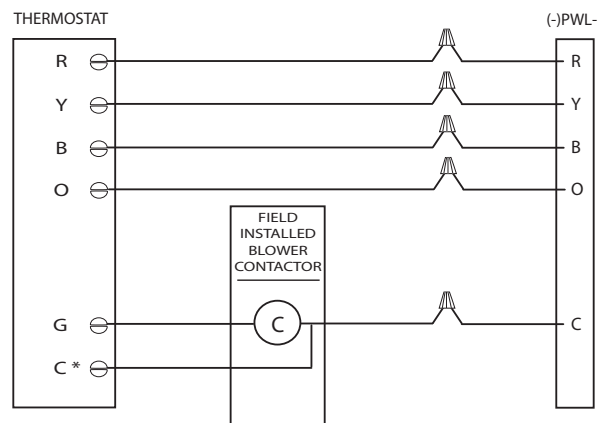 THERMOSTAT
(-)PWL-
R
R
Y
Y
B
B
O
O
FIELD
INSTALLED
BLOWER
CONTACTOR
G
C
C
C *